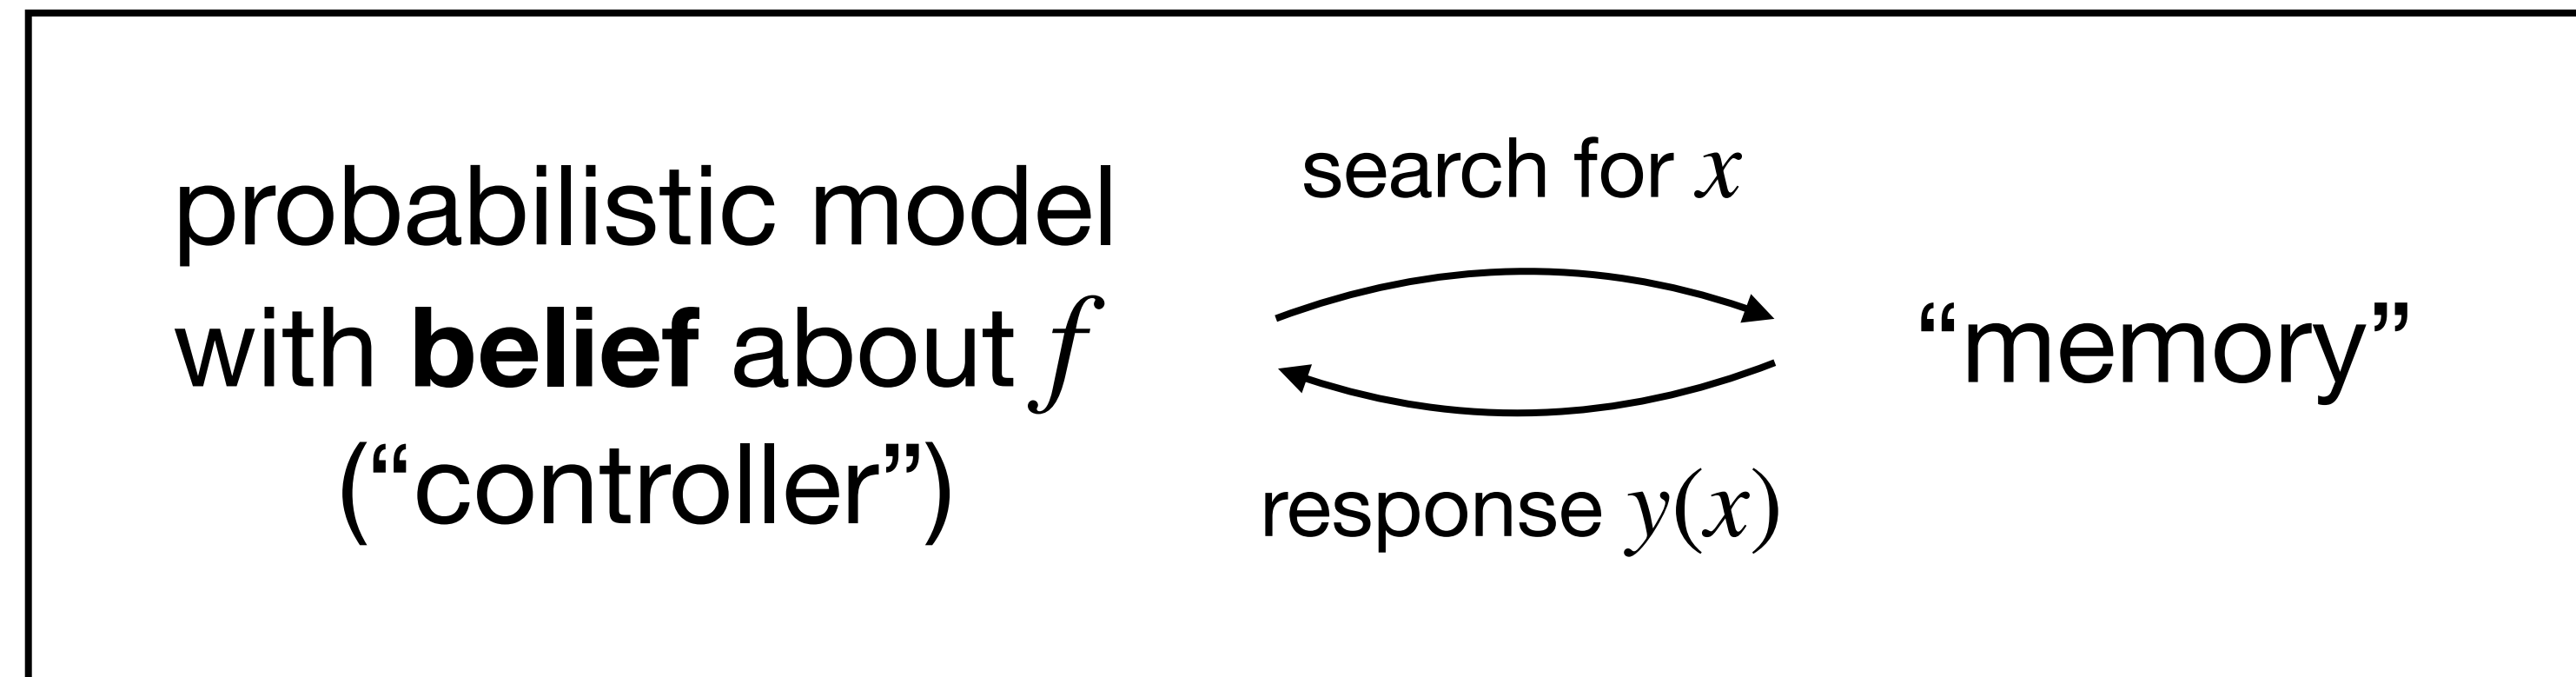 probabilistic model
with belief about f
(“controller”)
search for x
response y(x)
“memory”